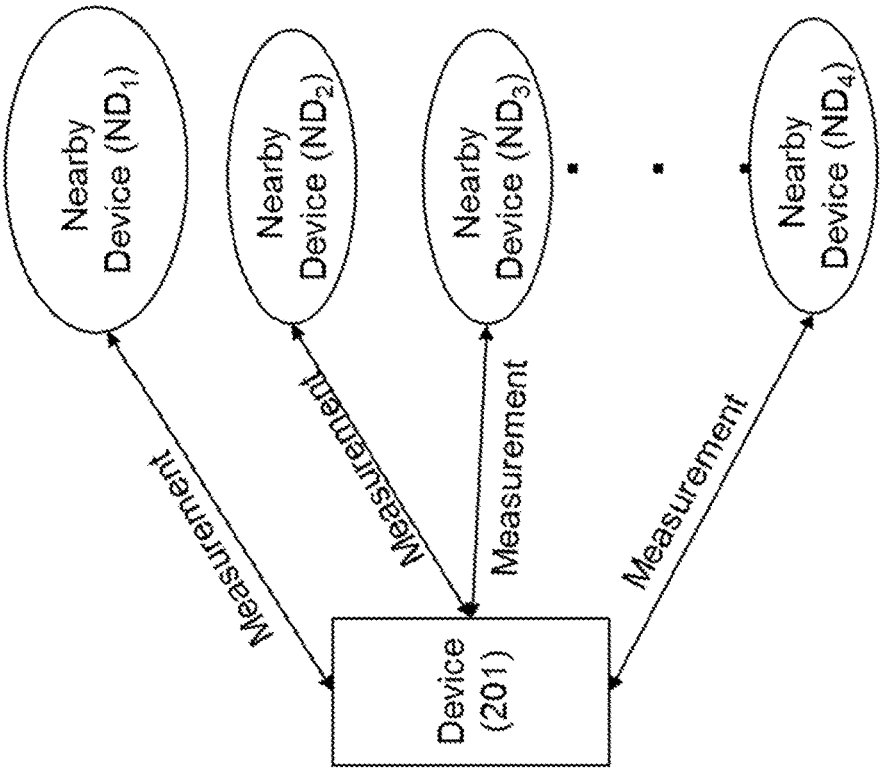 Nearby
Device (ND1)
Nearby
Device (ND2)
Nearby
Device (ND3)
Nearby
Device (ND4)
Measurement
Measurement
Measurement
Measurement
Device
(201)